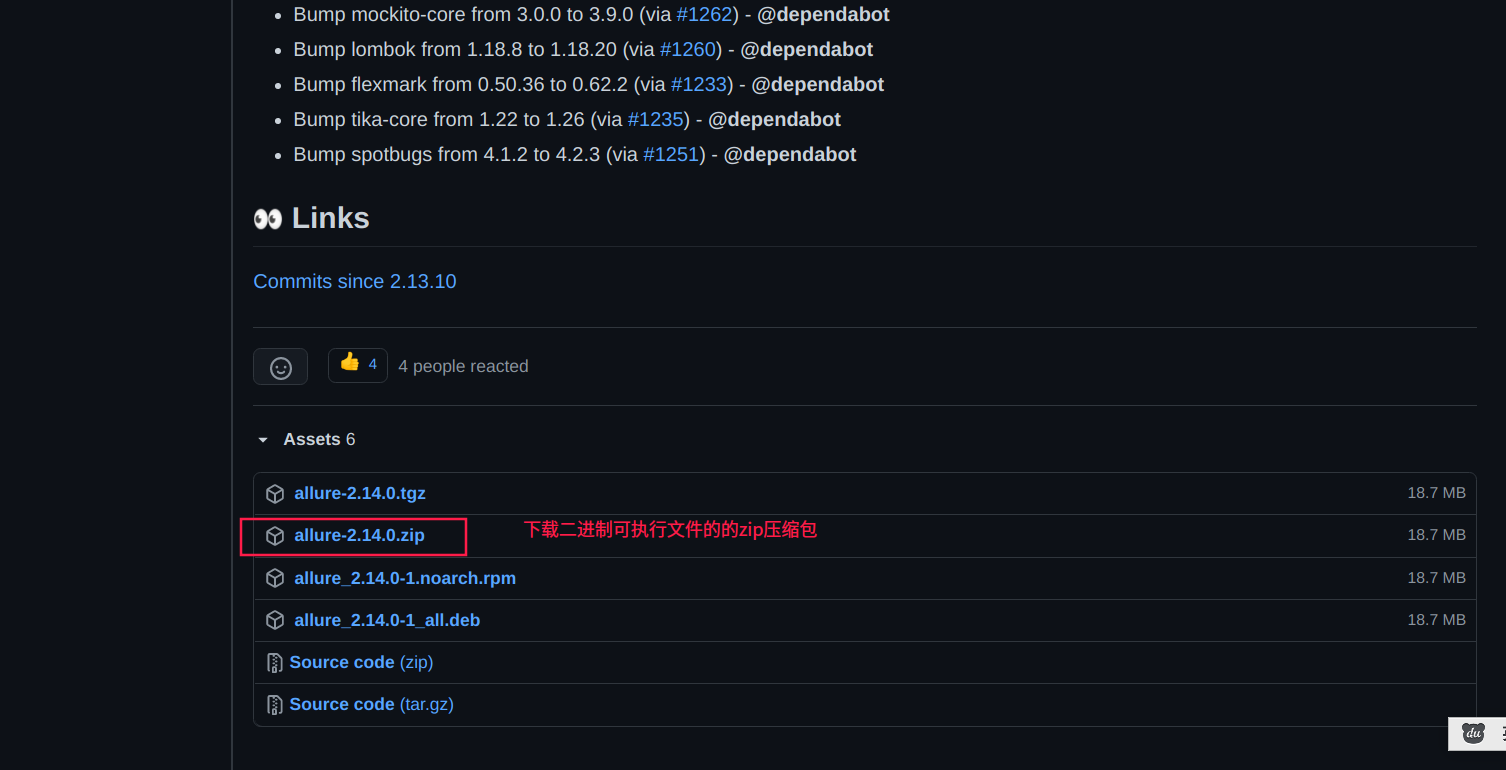 Bump mockito-core from 3.0.0 to 3.9.0 (via #1262) - @dependabot
Bump lombok from 1.18.8 to 1.18.20 (via #1260) - @dependabot
Bump flexmark from 0.50.36 to 0.62.2 (via #1233) - @dependabot
Bump tika-core from 1.22 to 1.26 (via #1235) - @dependabot
Bump spotbugs from 4.1.2 to 4.2.3 (via #1251) - @dependabot
👀 Links
Commits since 2.13.10
👍 4 4 people reacted
Assets 6
allure-2.14.0.tgz 18.7 MB
allure-2.14.0.zip 下载二进制可执行文件的的zip压缩包 18.7 MB
allure_2.14.0-1.noarch.rpm 18.7 MB
allure_2.14.0-1_all.deb 18.7 MB
Source code (zip)
Source code (tar.gz)
du